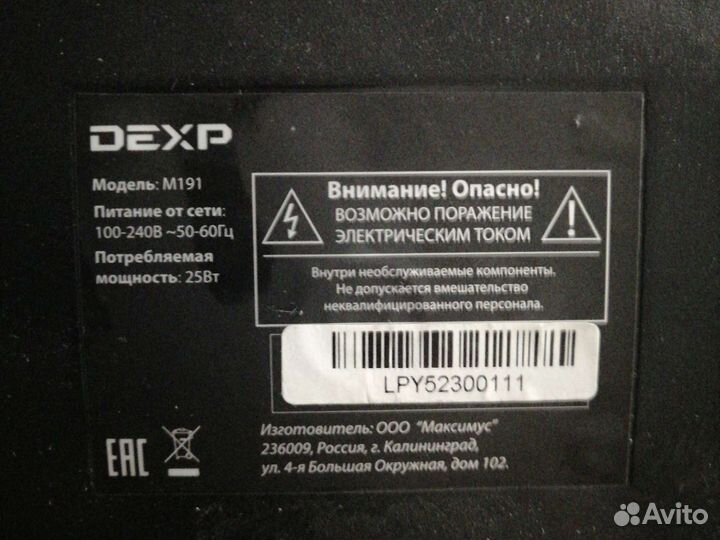 DEXP
Модель: M191
Питание от сети:
100-240В ~50-60Гц
Потребляемая
мощность: 25Вт
Внимание! Опасно!
ВОЗМОЖНО ПОРАЖЕНИЕ
ЭЛЕКТРИЧЕСКИМ ТОКОМ
Внутри необслуживаемые компоненты.
Не допускается вмешательство
неквалифицированного персонала.
LPY52300111
EAC
Изготовитель: ООО "Максимус"
236009, Россия, г. Калининград,
ул. 4-я Большая Окружная, дом 102.
Avito